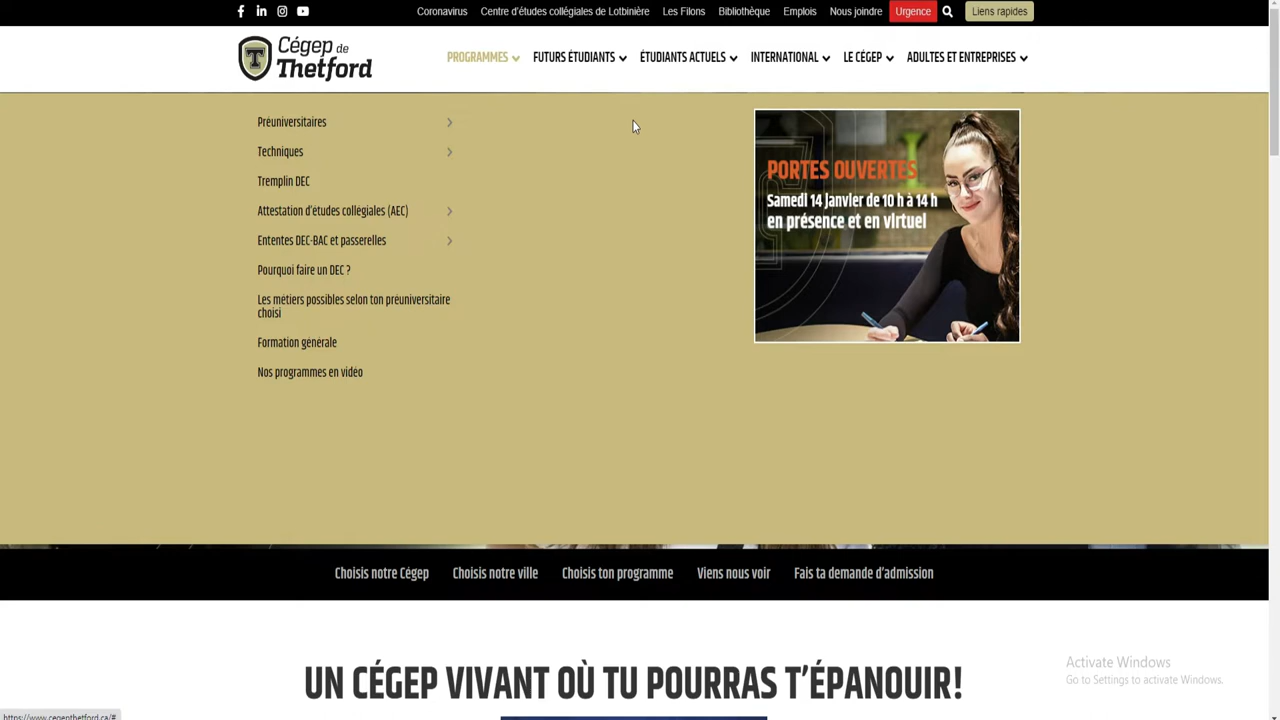 Coronavirus Centre d'études collégiales de Lotbinière Les Filons Bibliothèque Emplois Nous joindre Urgence Liens rapides
Cégep de
Thetford
PROGRAMMES FUTURS ÉTUDIANTS ÉTUDIANTS ACTUELS INTERNATIONAL LE CÉGEP ADULTES ET ENTREPRISES
Préuniversitaires
Techniques
Tremplin DEC
Attestation d'études collégiales (AEC)
Ententes DEC-BAC et passerelles
Pourquoi faire un DEC ?
Les métiers possibles selon ton préuniversitaire
choisi
Formation générale
Nos programmes en vidéo
PORTES OUVERTES
Samedi 14 janvier de 10 h à 14 h
en présence et en virtuel
Choisis notre Cégep Choisis notre ville Choisis ton programme Viens nous voir Fais ta demande d'admission
UN CÉGEP VIVANT OÙ TU POURRAS T'ÉPANOUIR!
Activate Windows
Go to Settings to activate Windows.
https://www.cegepthetford.ca/#